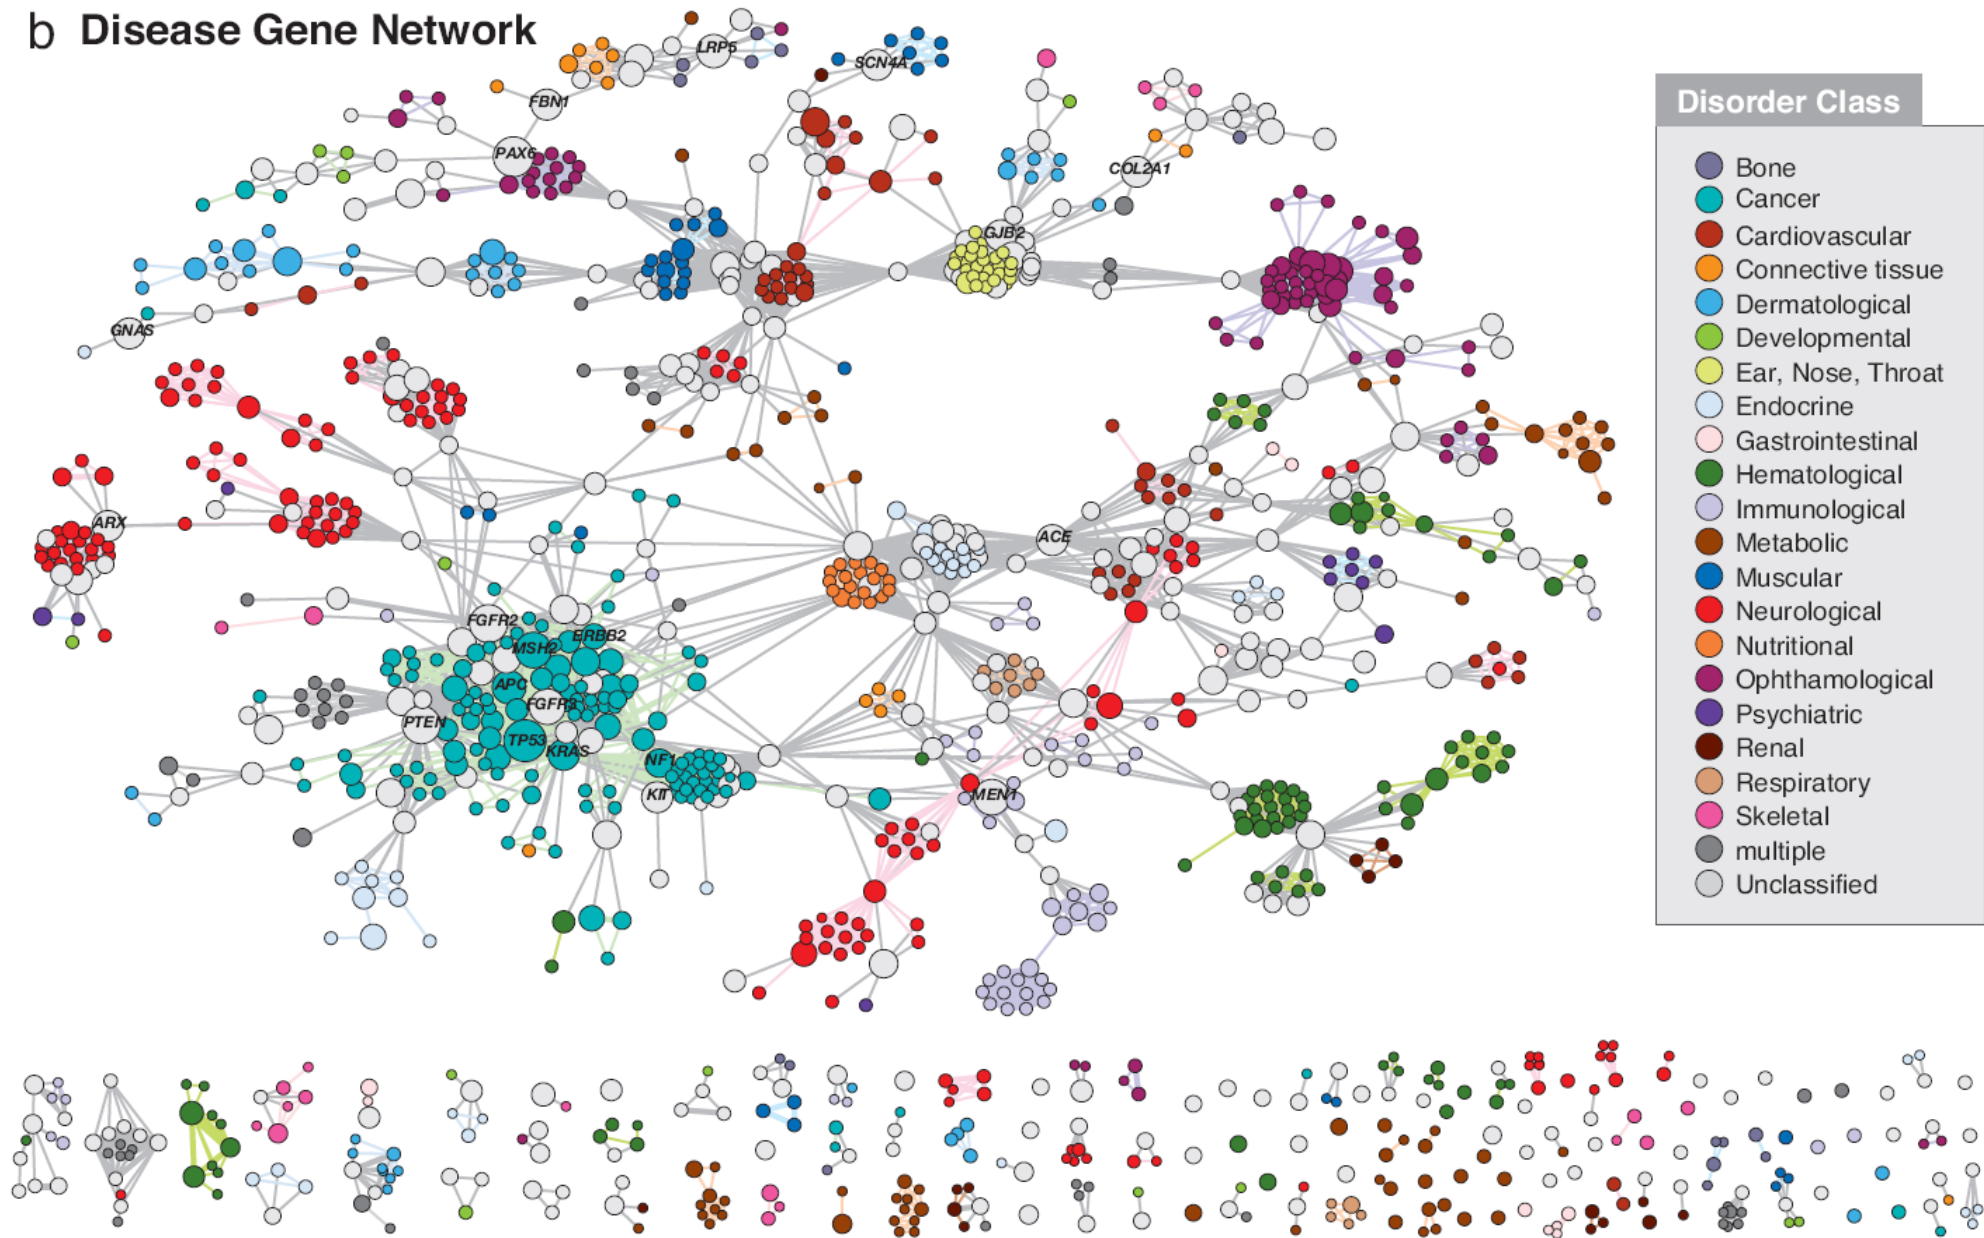 b Disease Gene Network
LRP5
SCN4A
FBN1
PAX6
COL2A1
GJB2
GNAS
ARX
ACE
FGFR2
ERBB2
MSH2
APC
FGFR3
PTEN
TP53
KRAS
NF1
KIT
MEN1
Disorder Class
Bone
Cancer
Cardiovascular
Connective tissue
Dermatological
Developmental
Ear, Nose, Throat
Endocrine
Gastrointestinal
Hematological
Immunological
Metabolic
Muscular
Neurological
Nutritional
Ophthamological
Psychiatric
Renal
Respiratory
Skeletal
multiple
Unclassified